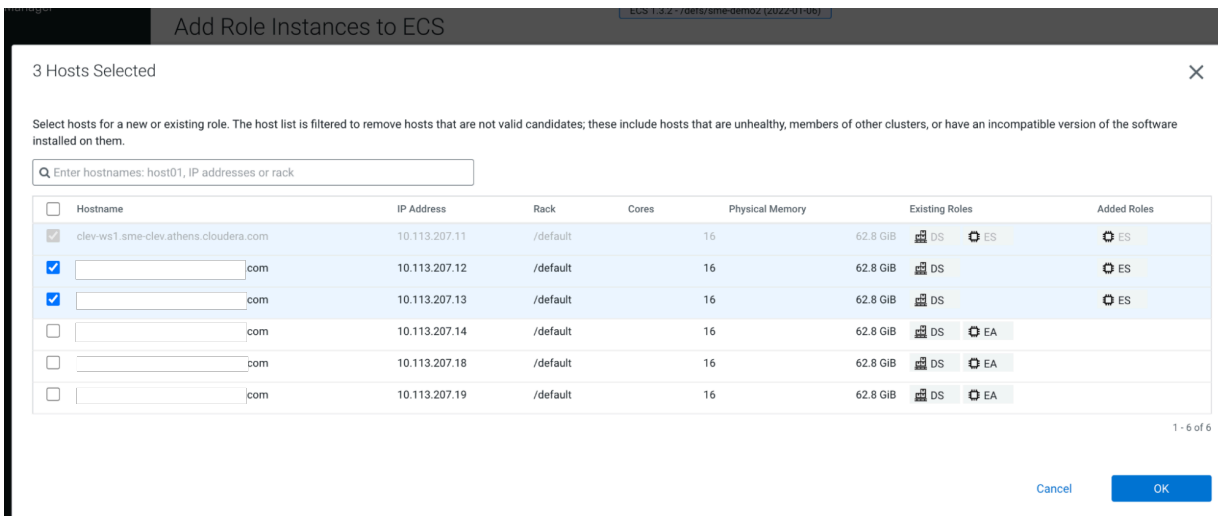 Manager
Add Role Instances to ECS
ECS 1.3.2 - /defs/sme-demo2 (2022-01-06)
3 Hosts Selected
Select hosts for a new or existing role. The host list is filtered to remove hosts that are not valid candidates; these include hosts that are unhealthy, members of other clusters, or have an incompatible version of the software
installed on them.
Enter hostnames: host01, IP addresses or rack
Hostname IP Address Rack Cores Physical Memory Existing Roles Added Roles
clev-ws1.sme-clev.athens.cloudera.com 10.113.207.11 /default 16 62.8 GiB DS ES ES
com 10.113.207.12 /default 16 62.8 GiB DS ES
com 10.113.207.13 /default 16 62.8 GiB DS ES
com 10.113.207.14 /default 16 62.8 GiB DS EA
com 10.113.207.18 /default 16 62.8 GiB DS EA
com 10.113.207.19 /default 16 62.8 GiB DS EA
1 - 6 of 6
Cancel OK